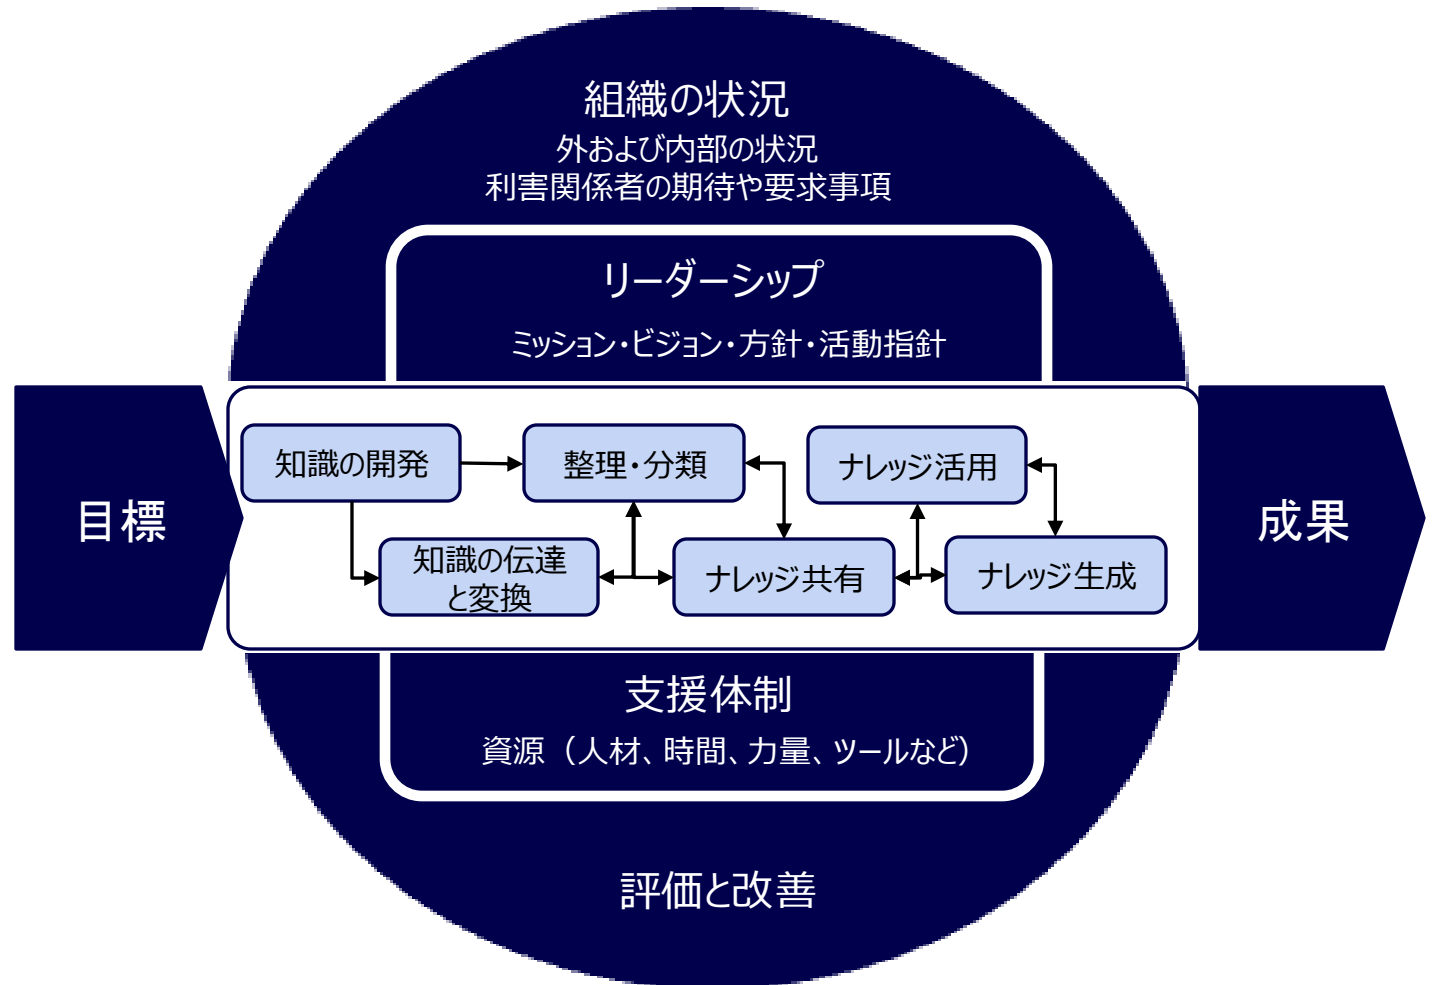 組織の状況
外および内部の状況
利害関係者の期待や要求事項
リーダーシップ
ミッション・ビジョン・方針・活動指針
目標
知識の開発
整理・分類
ナレッジ活用
知識の伝達
と変換
ナレッジ共有
ナレッジ生成
成果
支援体制
資源（人材、時間、力量、ツールなど）
評価と改善